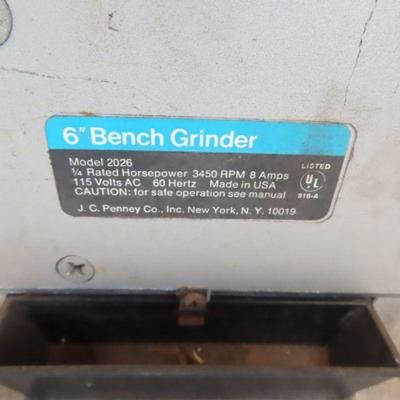 6" Bench Grinder
Model 2026
¼ Rated Horsepower 3450 RPM 8 Amps
115 Volts AC 60 Hertz Made in USA
CAUTION: for safe operation see manual
J. C. Penney Co., Inc. New York, N. Y. 10019
LISTED
UL
918-A